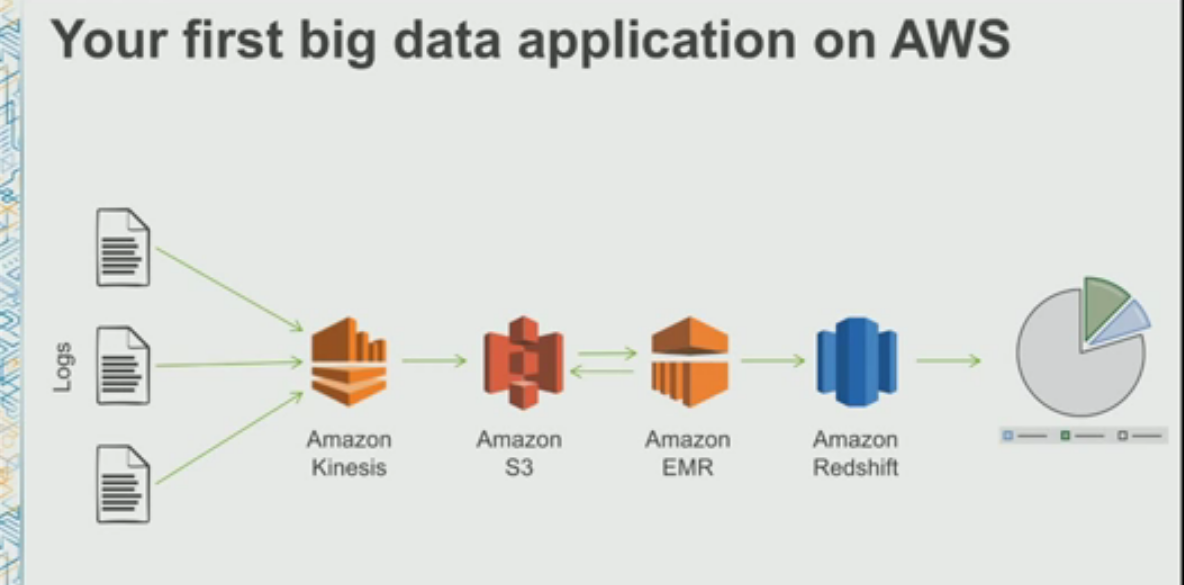 Your first big data application on AWS
Logs
Amazon
Kinesis
Amazon
S3
Amazon
EMR
Amazon
Redshift